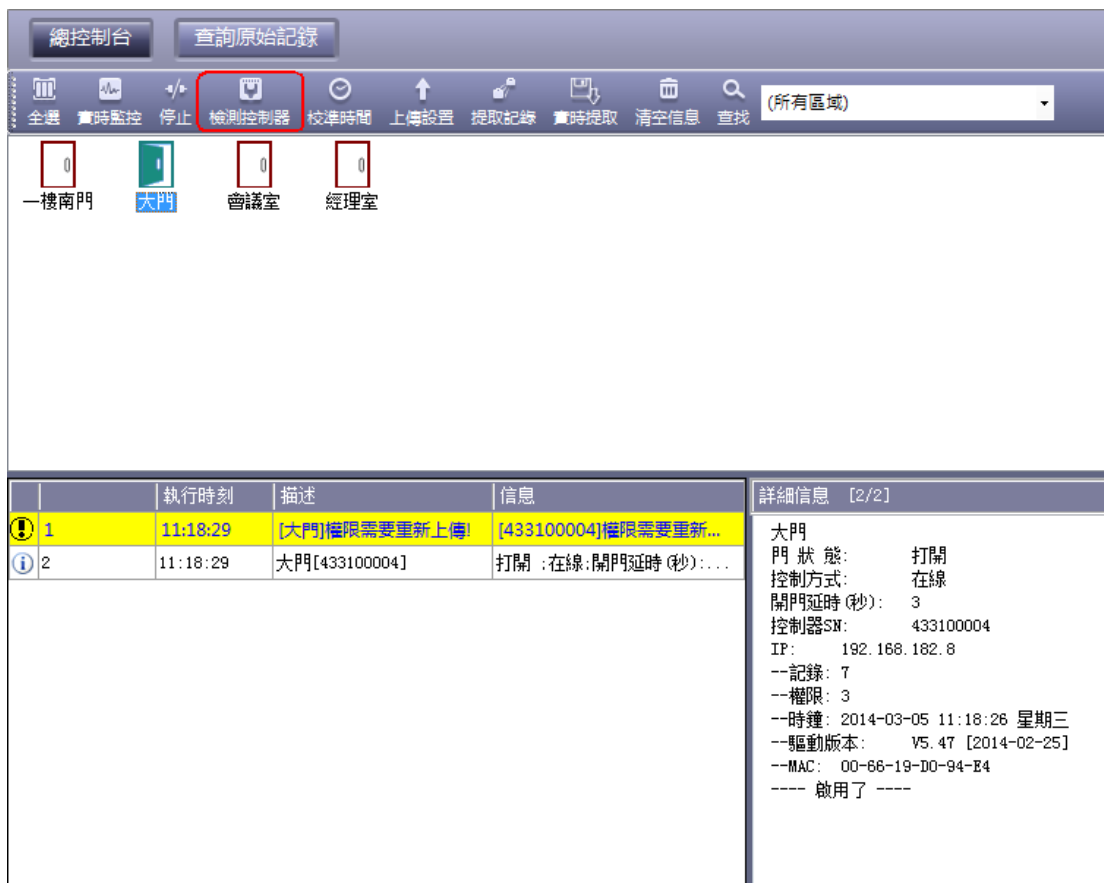 總控制台 查詢原始記錄
全選 實時監控 停止 檢測控制器 校準時間 上傳設置 提取記錄 實時提取 清空信息 查找 (所有區域)
一樓南門 大門 會議室 經理室
執行時刻 描述 信息
1 11:18:29 [大門]權限需要重新上傳! [433100004]權限需要重新...
2 11:18:29 大門[433100004] 打開 :在線:開門延時(秒):...
詳細信息 [2/2]
大門
門 狀 態: 打開
控制方式: 在線
開門延時(秒): 3
控制器SN: 433100004
IP: 192.168.182.8
--記錄: 7
--權限: 3
--時鐘: 2014-03-05 11:18:26 星期三
--驅動版本: V5.47 [2014-02-25]
--MAC: 00-66-19-D0-94-E4
---- 啟用了 ----